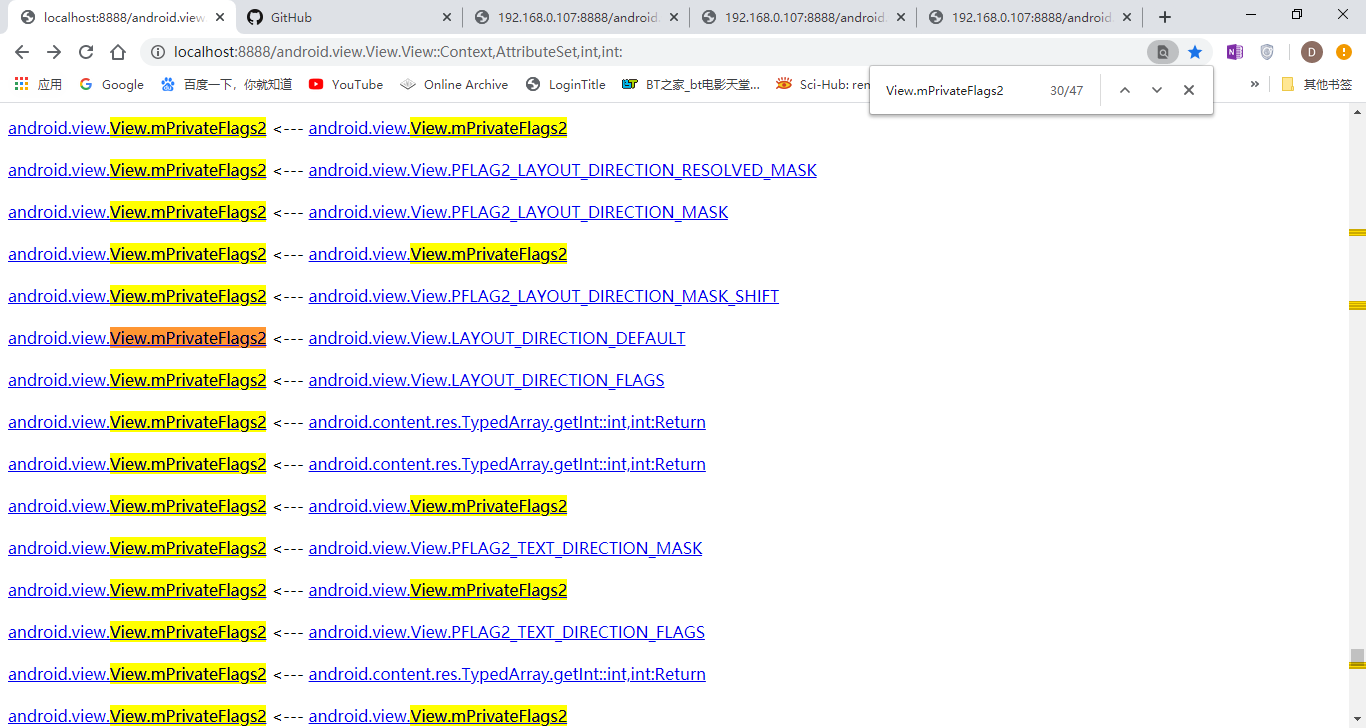 localhost:8888/android.view
GitHub
192.168.0.107:8888/android.
192.168.0.107:8888/android.
192.168.0.107:8888/android.
localhost:8888/android.view.View.View::Context,AttributeSet,int,int:
D
应用
Google
百度一下，你就知道
YouTube
Online Archive
LoginTitle
BT之家_bt电影天堂...
Sci-Hub: ren
» 其他书签
View.mPrivateFlags2 30/47
android.view.View.mPrivateFlags2 <--- android.view.View.mPrivateFlags2
android.view.View.mPrivateFlags2 <--- android.view.View.PFLAG2_LAYOUT_DIRECTION_RESOLVED_MASK
android.view.View.mPrivateFlags2 <--- android.view.View.PFLAG2_LAYOUT_DIRECTION_MASK
android.view.View.mPrivateFlags2 <--- android.view.View.mPrivateFlags2
android.view.View.mPrivateFlags2 <--- android.view.View.PFLAG2_LAYOUT_DIRECTION_MASK_SHIFT
android.view.View.mPrivateFlags2 <--- android.view.View.LAYOUT_DIRECTION_DEFAULT
android.view.View.mPrivateFlags2 <--- android.view.View.LAYOUT_DIRECTION_FLAGS
android.view.View.mPrivateFlags2 <--- android.content.res.TypedArray.getInt::int,int:Return
android.view.View.mPrivateFlags2 <--- android.content.res.TypedArray.getInt::int,int:Return
android.view.View.mPrivateFlags2 <--- android.view.View.mPrivateFlags2
android.view.View.mPrivateFlags2 <--- android.view.View.PFLAG2_TEXT_DIRECTION_MASK
android.view.View.mPrivateFlags2 <--- android.view.View.mPrivateFlags2
android.view.View.mPrivateFlags2 <--- android.view.View.PFLAG2_TEXT_DIRECTION_FLAGS
android.view.View.mPrivateFlags2 <--- android.content.res.TypedArray.getInt::int,int:Return
android.view.View.mPrivateFlags2 <--- android.view.View.mPrivateFlags2